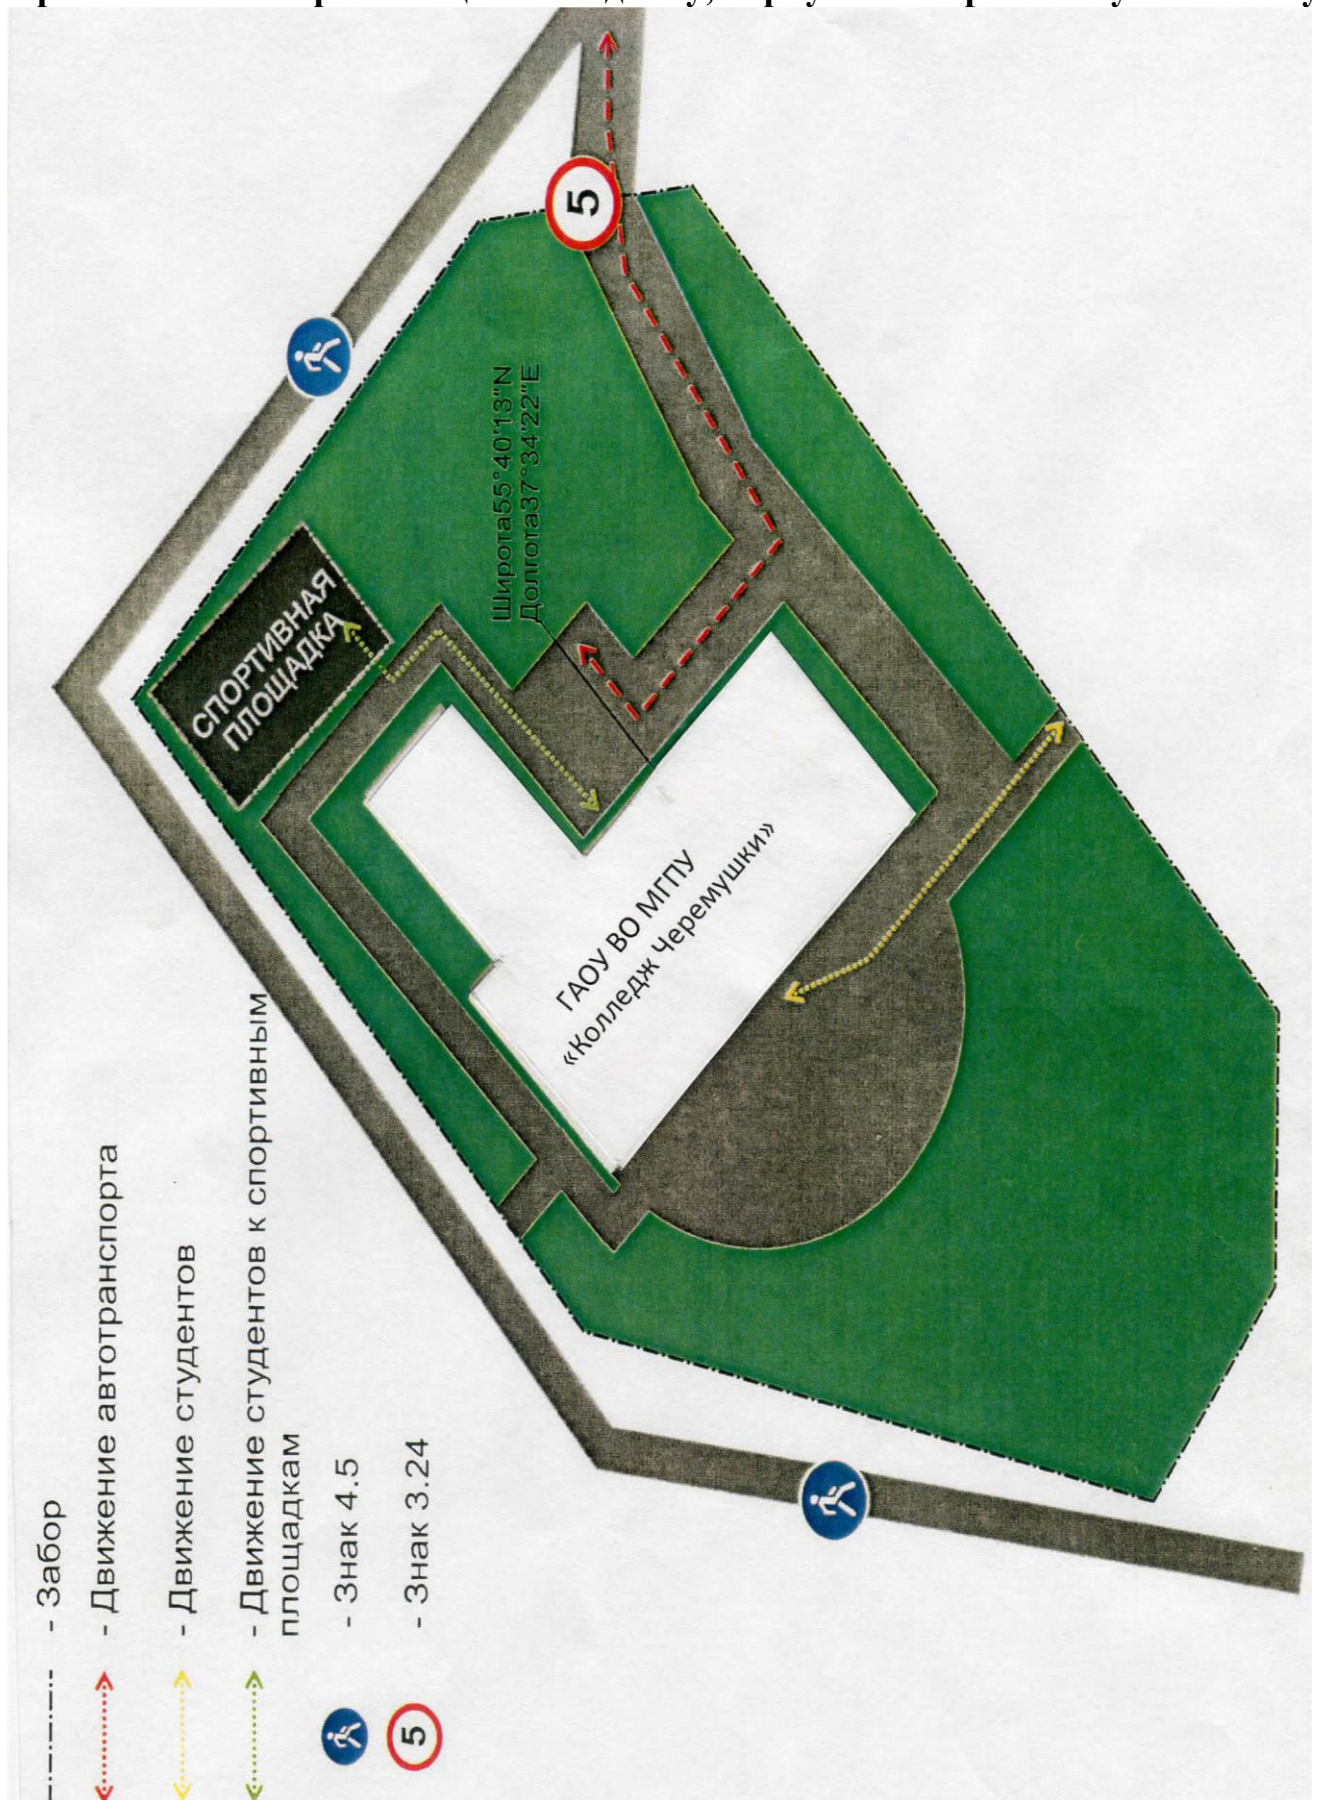 СПОРТИВНАЯ
ПЛОЩАДКА
Широта55°40'13"N
Долгота37°34'22"E
5
ГАОУ ВО МГПУ
«Колледж Черемушки»
- Забор
- Движение автотранспорта
- Движение студентов
- Движение студентов к спортивным
площадкам
- Знак 4.5
5
- Знак 3.24